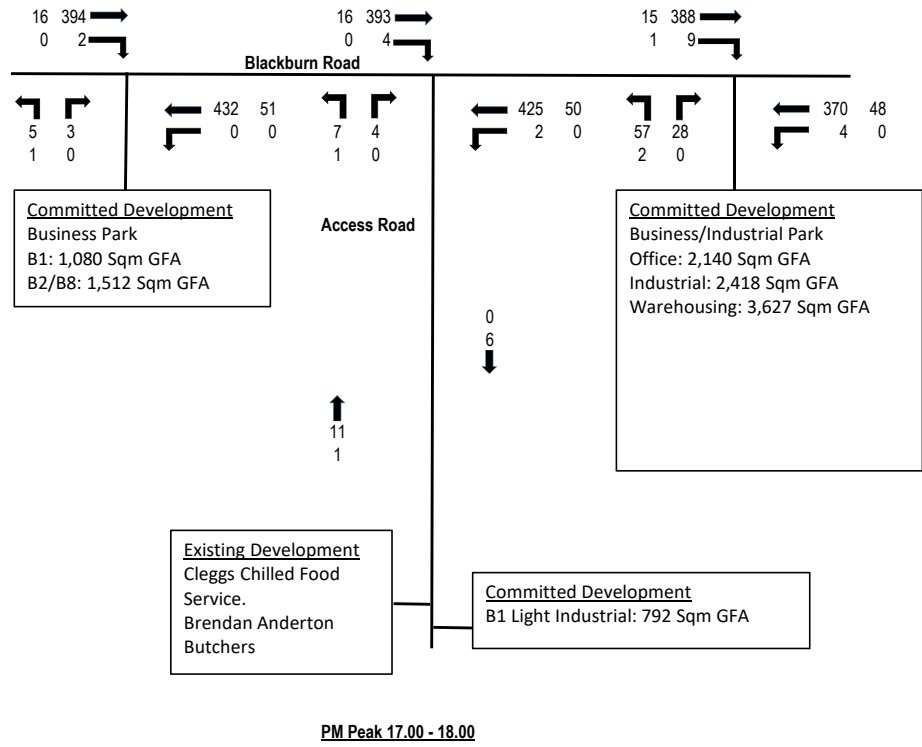 16 394 16 393 15 388
0 2 0 4 1 9
Blackburn Road
432 51 425 50 370 48
5 3 0 0 7 4 2 0 57 28 4 0
1 0 1 0 2 0
Committed Development
Business Park
B1: 1,080 Sqm GFA
B2/B8: 1,512 Sqm GFA
Access Road
Committed Development
Business/Industrial Park
Office: 2,140 Sqm GFA
Industrial: 2,418 Sqm GFA
Warehousing: 3,627 Sqm GFA
0
6
11
1
Existing Development
Cleggs Chilled Food
Service.
Brendan Anderton
Butchers
Committed Development
B1 Light Industrial: 792 Sqm GFA
PM Peak 17.00 - 18.00